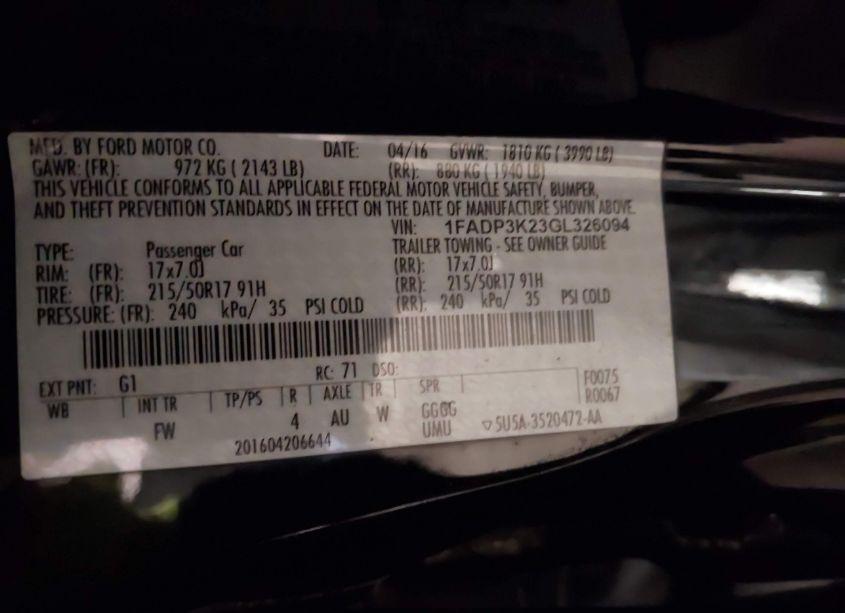 MFD. BY FORD MOTOR CO. DATE: 04/16 GVWR: 1810 KG ( 3990 LB)
GAWR: (FR): 972 KG ( 2143 LB) (RR): 880 KG ( 1940 LB)
THIS VEHICLE CONFORMS TO ALL APPLICABLE FEDERAL MOTOR VEHICLE SAFETY, BUMPER,
AND THEFT PREVENTION STANDARDS IN EFFECT ON THE DATE OF MANUFACTURE SHOWN ABOVE.
VIN: 1FADP3K23GL326094
TYPE: Passenger Car TRAILER TOWING - SEE OWNER GUIDE
RIM: (FR): 17x7.0J (RR): 17x7.0J
TIRE: (FR): 215/50R17 91H (RR): 215/50R17 91H
PRESSURE: (FR): 240 kPa/ 35 PSI COLD (RR): 240 kPa/ 35 PSI COLD
EXT PNT: G1 RC: 71 DSO: F0075
WB INT TR TP/PS R AXLE TR SPR R0067
FW 4 AU W GGGG
UMU ▽SU5A-3520472-AA
201604206644